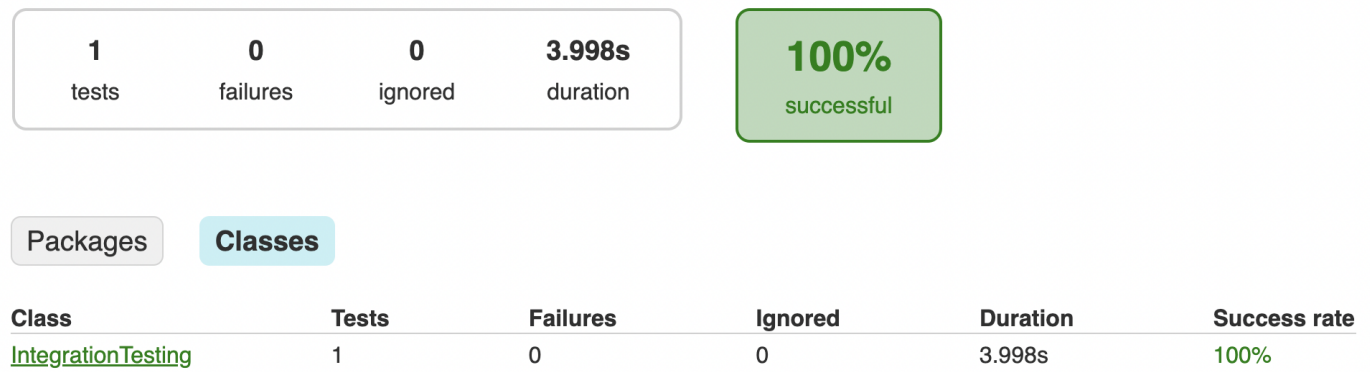 1 0 0 3.998s
tests failures ignored duration
100%
successful
Packages Classes
Class Tests Failures Ignored Duration Success rate
IntegrationTesting 1 0 0 3.998s 100%